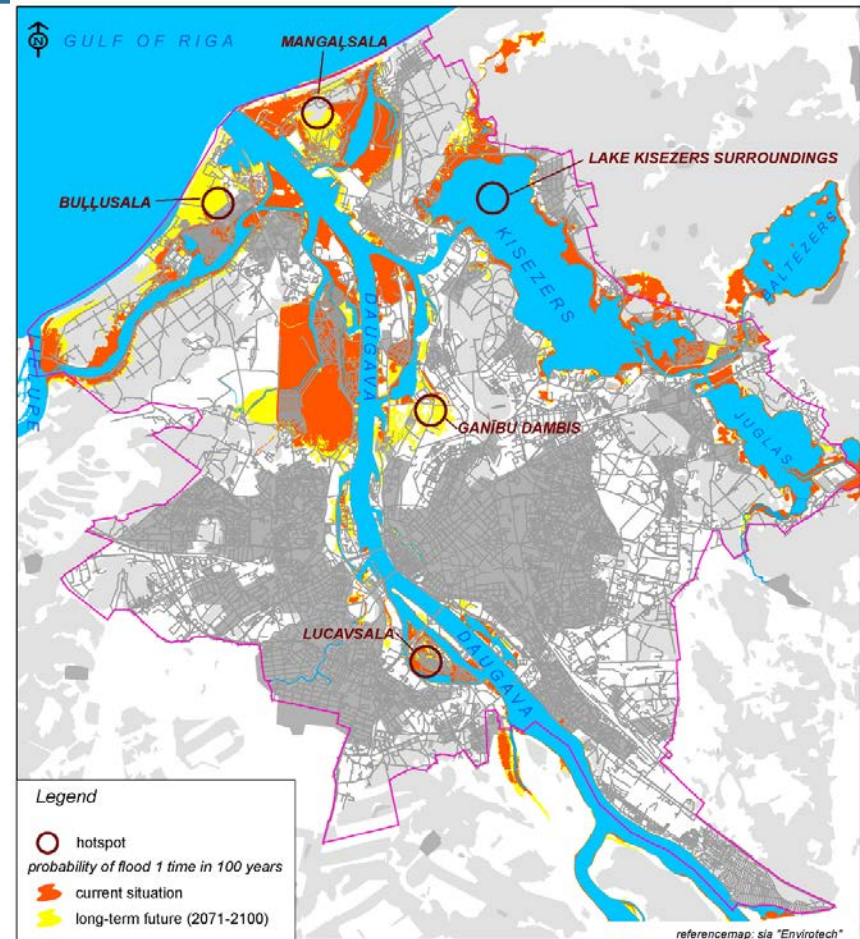 N
GULF OF RIGA
MANGAĻSALA
LAKE KISEZERS SURROUNDINGS
BUĻĻUSALA
KISEZERS
BALTEZERS
DAUGAVA
LIELUPE
GANĪBU DAMBIS
JUGLAS
LUCAVSALA
DAUGAVA
Legend
hotspot
probability of flood 1 time in 100 years
current situation
long-term future (2071-2100)
referencemap: sia "Envirotech"